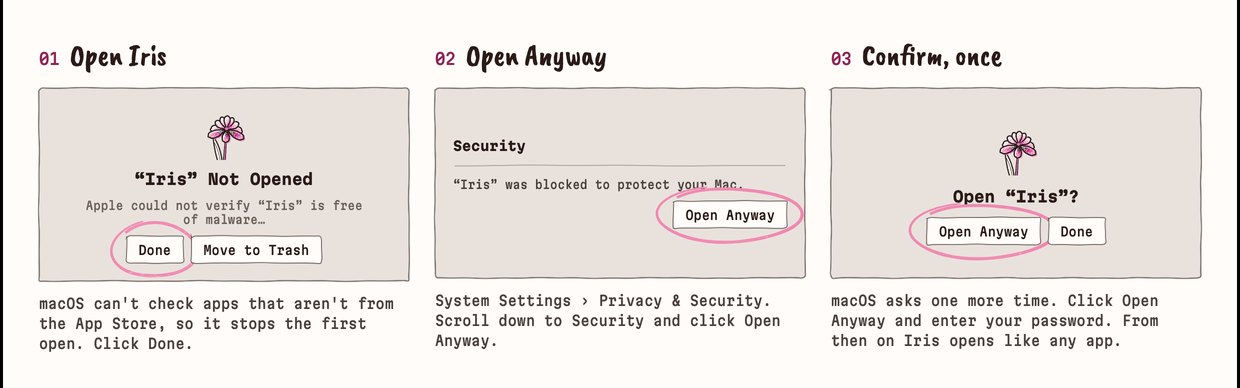 01 Open Iris
“Iris” Not Opened
Apple could not verify “Iris” is free
of malware…
Done
Move to Trash
macOS can't check apps that aren't from
the App Store, so it stops the first
open. Click Done.
02 Open Anyway
Security
“Iris” was blocked to protect your Mac.
Open Anyway
System Settings › Privacy & Security.
Scroll down to Security and click Open
Anyway.
03 Confirm, once
Open “Iris”?
Open Anyway
Done
macOS asks one more time. Click Open
Anyway and enter your password. From
then on Iris opens like any app.